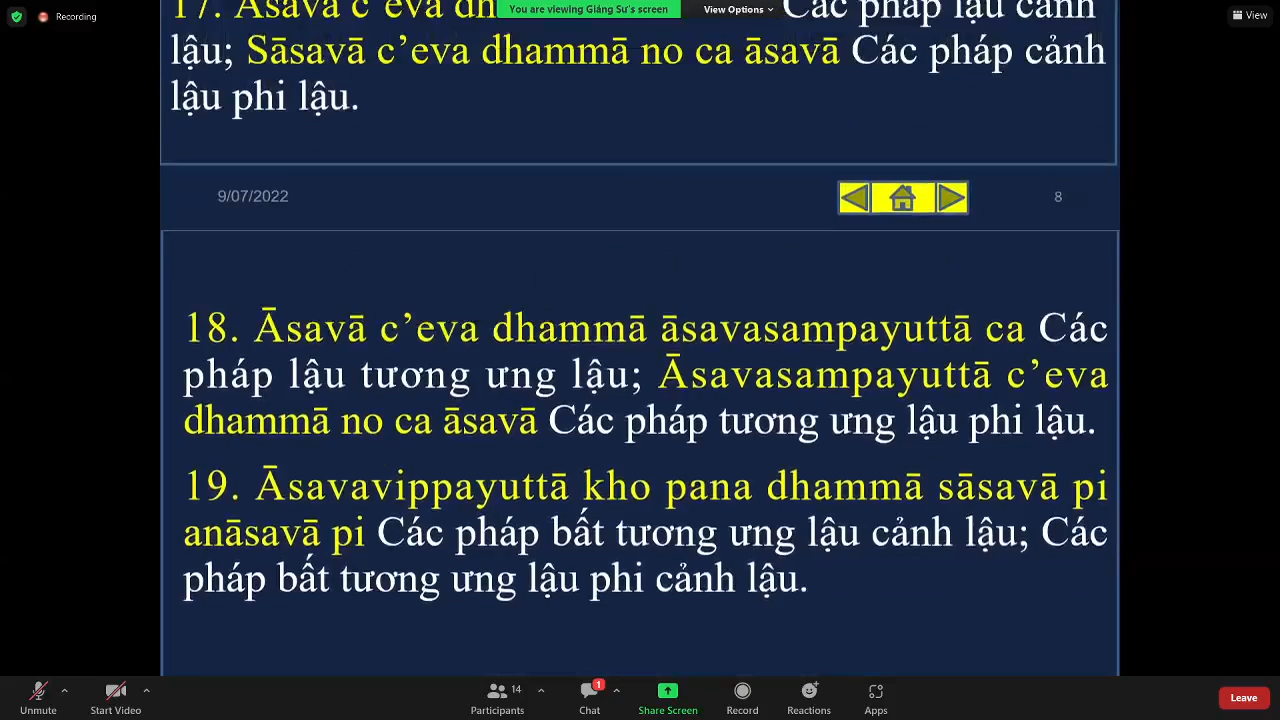 Recording
You are viewing Giảng Sư's screen
View Options
View
17. Āsavā c'eva Các pháp lậu cảnh
lậu; Sāsavā c'eva dhammā no ca āsavā Các pháp cảnh
lậu phi lậu.
9/07/2022
8
18. Āsavā c'eva dhammā āsavasampayuttā ca Các
pháp lậu tương ưng lậu; Āsavasampayuttā c'eva
dhammā no ca āsavā Các pháp tương ưng lậu phi lậu.
19. Āsavavippayuttā kho pana dhammā sāsavā pi
anāsavā pi Các pháp bất tương ưng lậu cảnh lậu; Các
pháp bất tương ưng lậu phi cảnh lậu.
Unmute
Start Video
Participants 14
Chat 1
Share Screen
Record
Reactions
Apps
Leave